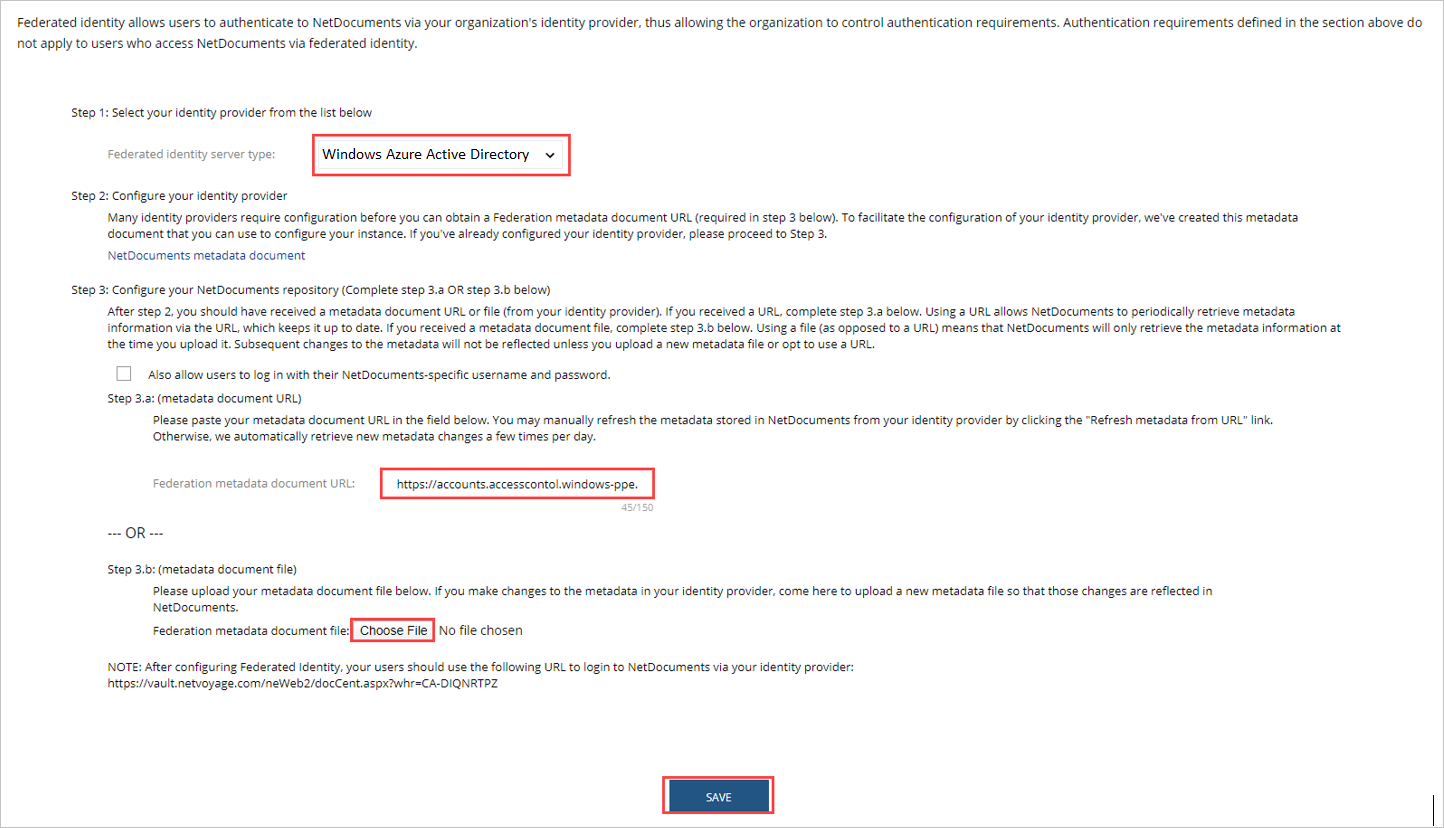 Federated identity allows users to authenticate to NetDocuments via your organization's identity provider, thus allowing the organization to control authentication requirements. Authentication requirements defined in the section above do
not apply to users who access NetDocuments via federated identity.
Step 1: Select your identity provider from the list below
Federated identity server type:
Windows Azure Active Directory
Step 2: Configure your identity provider
Many identity providers require configuration before you can obtain a Federation metadata document URL (required in step 3 below). To facilitate the configuration of your identity provider, we've created this metadata
document that you can use to configure your instance. If you've already configured your identity provider, please proceed to Step 3.
NetDocuments metadata document
Step 3: Configure your NetDocuments repository (Complete step 3.a OR step 3.b below)
After step 2, you should have received a metadata document URL or file (from your identity provider). If you received a URL, complete step 3.a below. Using a URL allows NetDocuments to periodically retrieve metadata
information via the URL, which keeps it up to date. If you received a metadata document file, complete step 3.b below. Using a file (as opposed to a URL) means that NetDocuments will only retrieve the metadata information at
the time you upload it. Subsequent changes to the metadata will not be reflected unless you upload a new metadata file or opt to use a URL.
Also allow users to log in with their NetDocuments-specific username and password.
Step 3.a: (metadata document URL)
Please paste your metadata document URL in the field below. You may manually refresh the metadata stored in NetDocuments from your identity provider by clicking the "Refresh metadata from URL" link.
Otherwise, we automatically retrieve new metadata changes a few times per day.
Federation metadata document URL:
https://accounts.accesscontol.windows-ppe.
45/150
--- OR ---
Step 3.b: (metadata document file)
Please upload your metadata document file below. If you make changes to the metadata in your identity provider, come here to upload a new metadata file so that those changes are reflected in
NetDocuments.
Federation metadata document file: Choose File No file chosen
NOTE: After configuring Federated Identity, your users should use the following URL to login to NetDocuments via your identity provider:
https://vault.netvoyage.com/neWeb2/docCent.aspx?whr=CA-DIQNRTPZ
SAVE